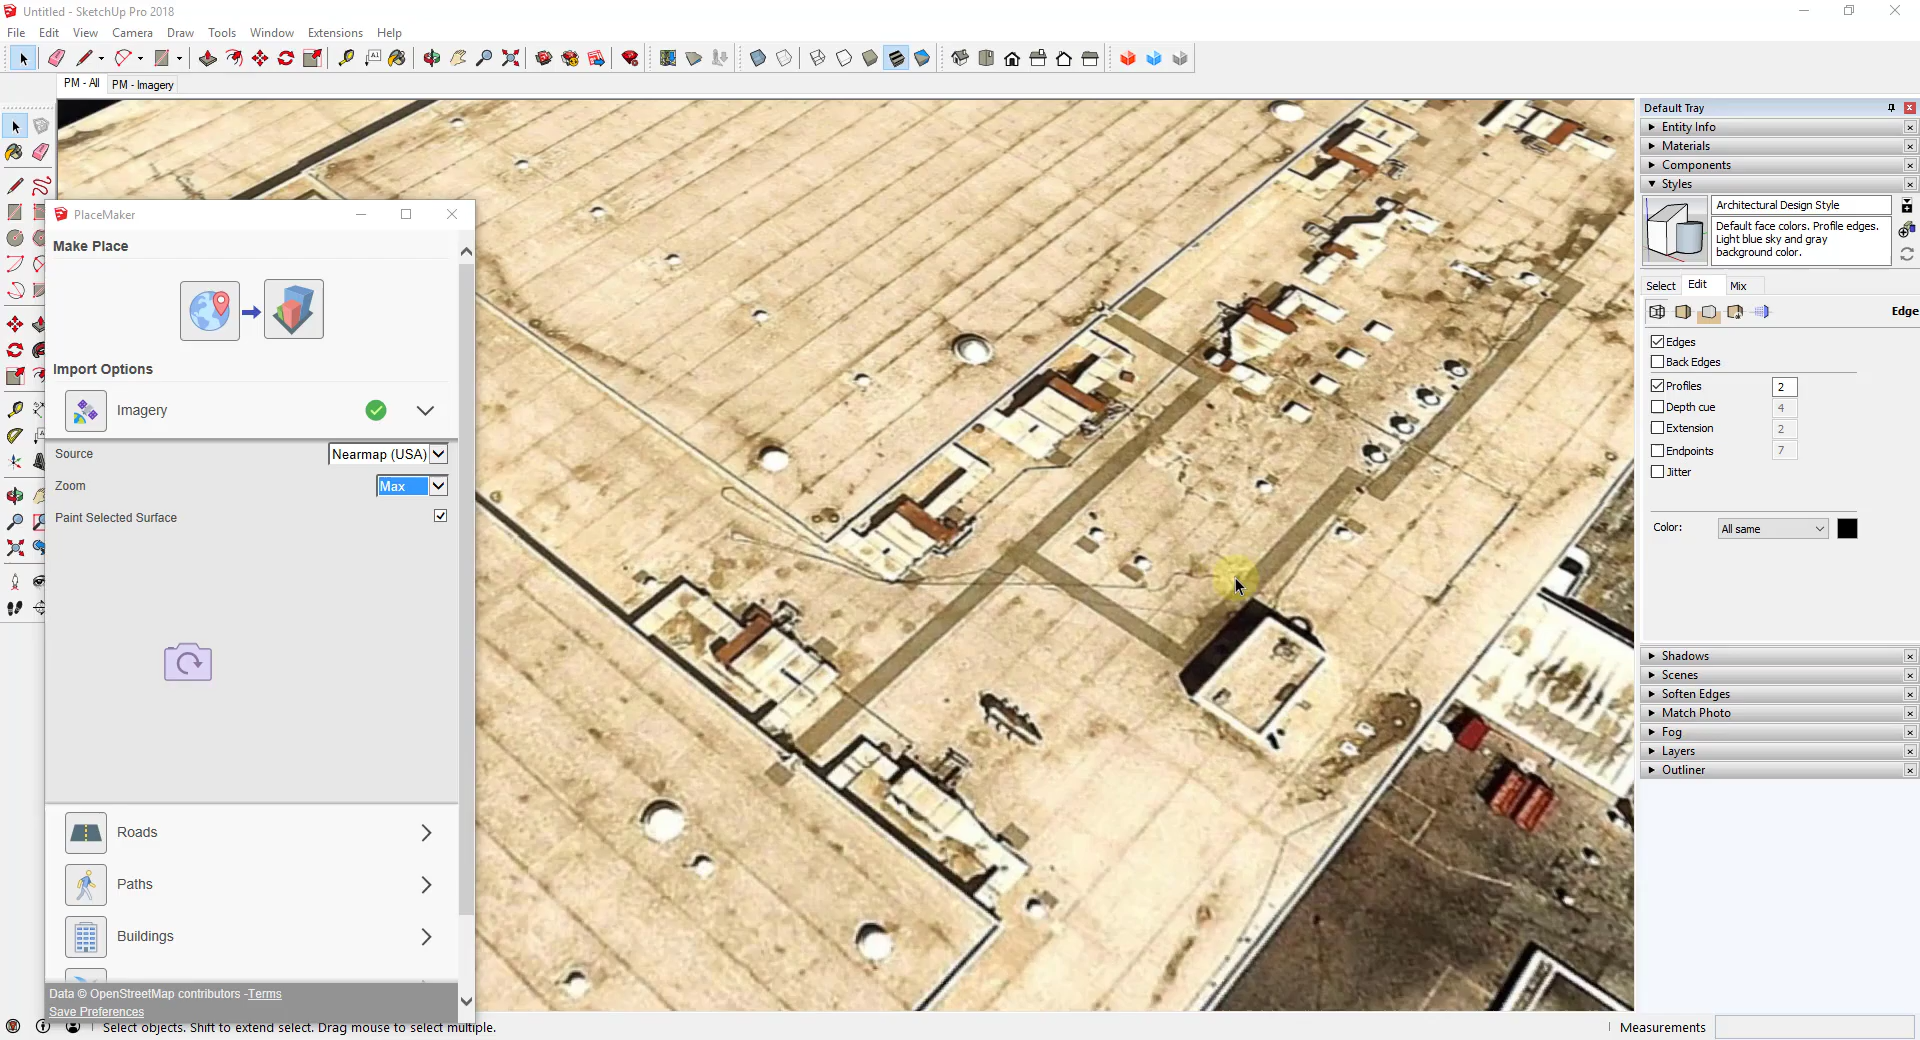 Untitled - SketchUp Pro 2018
File Edit View Camera Draw Tools Window Extensions Help
PM - All PM - Imagery
PlaceMaker
Make Place
Import Options
Imagery
Source Nearmap (USA)
Zoom Max
Paint Selected Surface
Roads
Paths
Buildings
Data © OpenStreetMap contributors -Terms
Save Preferences
Default Tray
Entity Info
Materials
Components
Styles
Architectural Design Style
Default face colors. Profile edges.
Light blue sky and gray
background color.
Select Edit Mix
Edge
Edges
Back Edges
Profiles 2
Depth cue 4
Extension 2
Endpoints 7
Jitter
Color: All same
Shadows
Scenes
Soften Edges
Match Photo
Fog
Layers
Outliner
Select objects. Shift to extend select. Drag mouse to select multiple.
Measurements